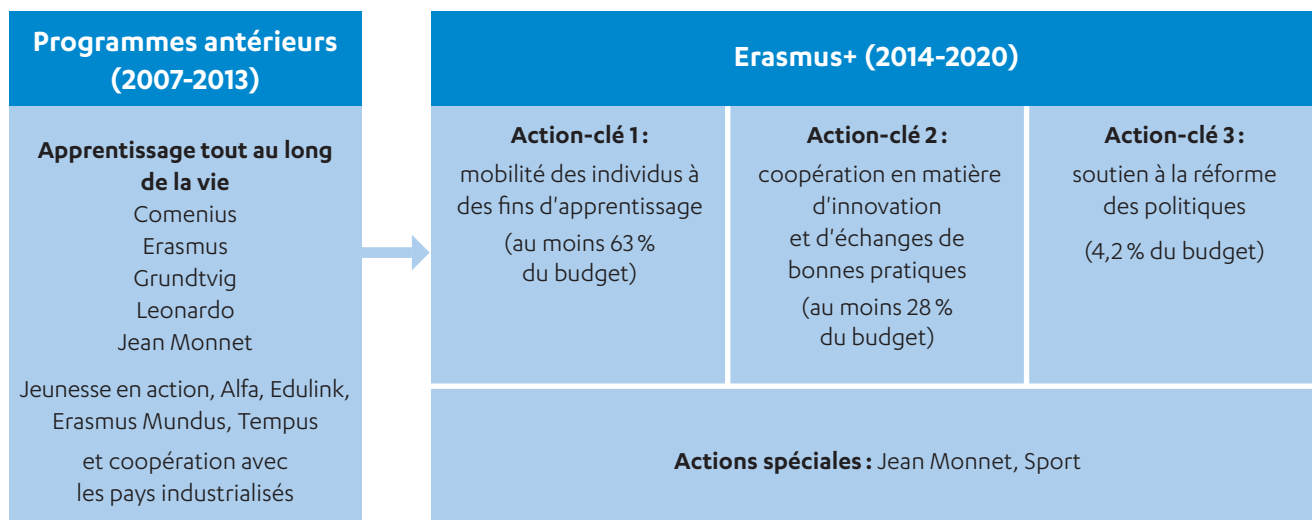 Programmes antérieurs
(2007-2013)
Apprentissage tout au long
de la vie
Comenius
Erasmus
Grundtvig
Leonardo
Jean Monnet
Jeunesse en action, Alfa, Edulink,
Erasmus Mundus, Tempus
et coopération avec
les pays industrialisés
Erasmus+ (2014-2020)
Action-clé 1 :
mobilité des individus à
des fins d'apprentissage
(au moins 63 %
du budget)
Action-clé 2 :
coopération en matière
d'innovation
et d'échanges de
bonnes pratiques
(au moins 28 %
du budget)
Action-clé 3 :
soutien à la réforme
des politiques
(4,2 % du budget)
Actions spéciales : Jean Monnet, Sport